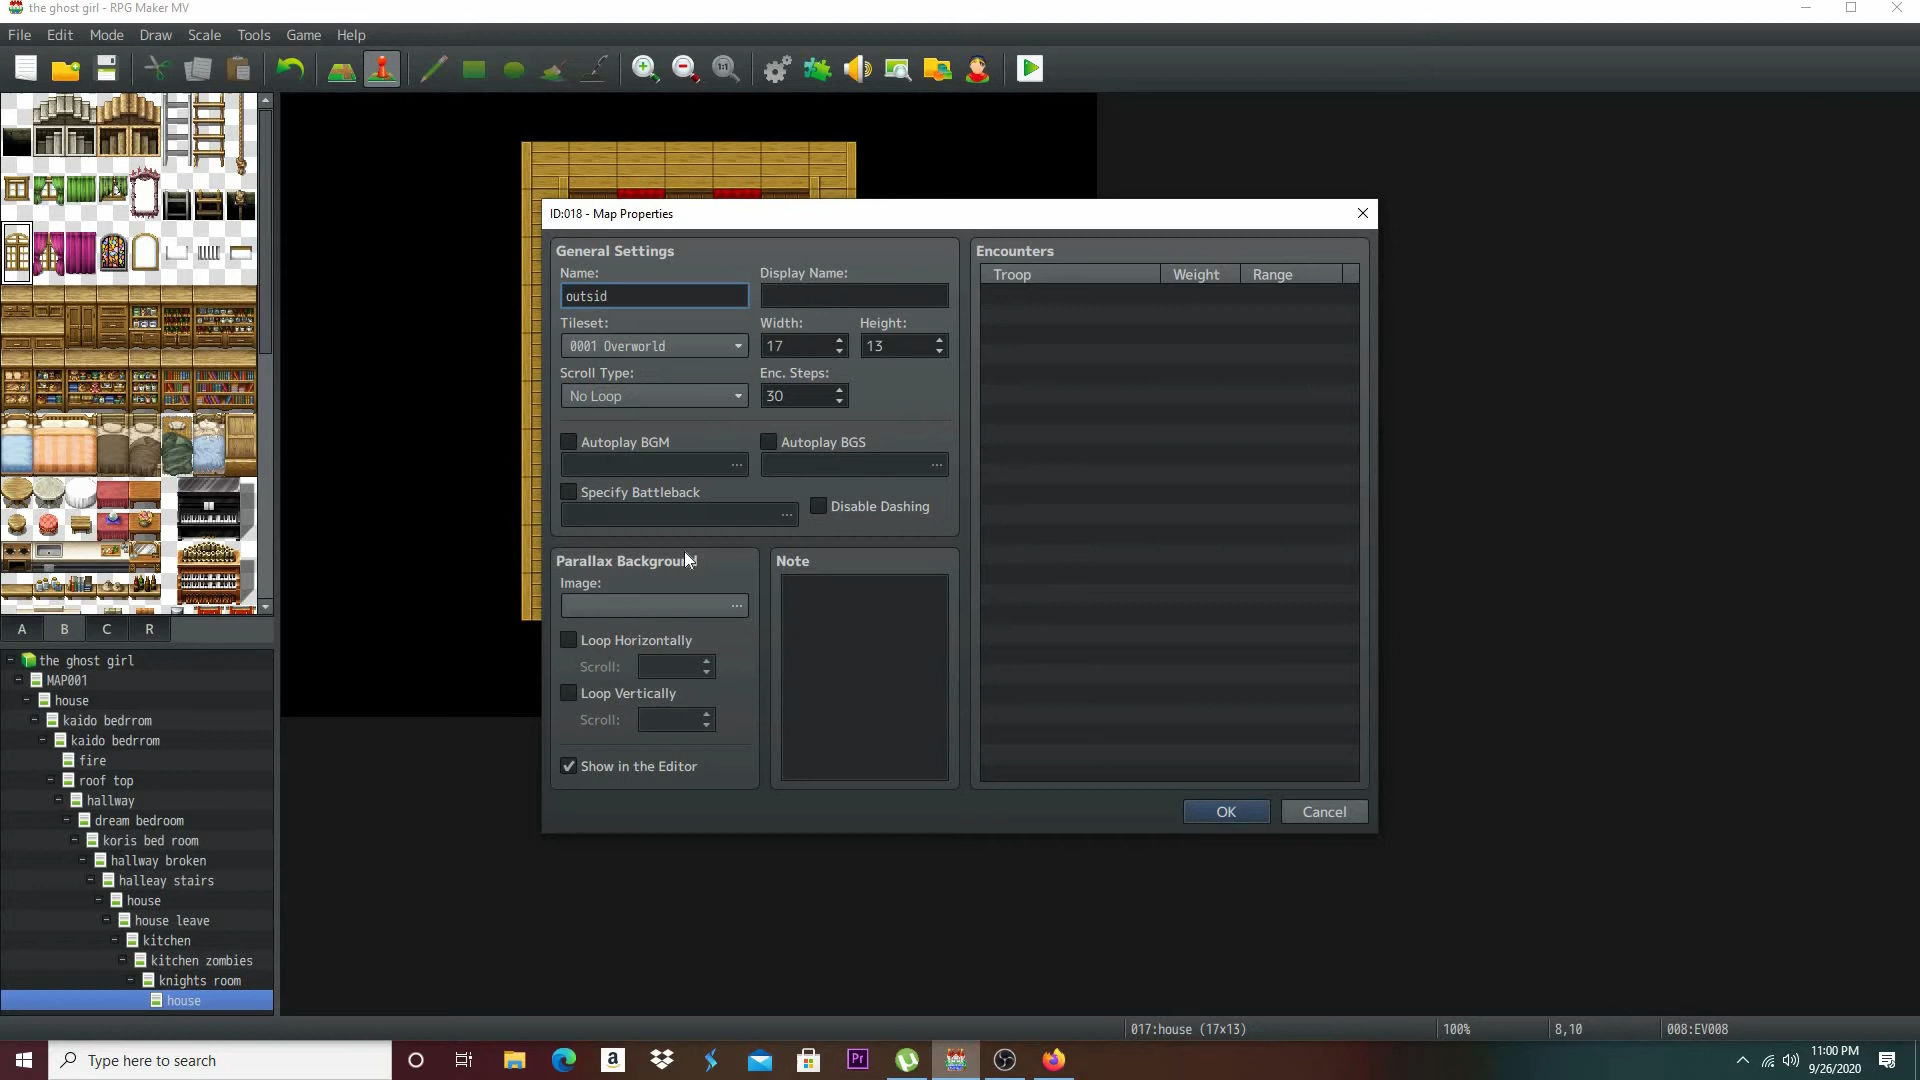 the ghost girl - RPG Maker MV
File Edit Mode Draw Scale Tools Game Help
1:1
ID:018 - Map Properties
General Settings
Name:
Display Name:
outsid
Tileset:
Width:
Height:
0001 Overworld
17
13
Scroll Type:
Enc. Steps:
No Loop
30
Autoplay BGM
Autoplay BGS
...
...
Specify Battleback
...
Disable Dashing
Parallax Background
Image:
...
Loop Horizontally
Scroll:
Loop Vertically
Scroll:
Show in the Editor
Note
Encounters
Troop Weight Range
OK
Cancel
A B C R
the ghost girl
MAP001
house
kaido bedrrom
kaido bedrrom
fire
roof top
hallway
dream bedroom
koris bed room
hallway broken
halleay stairs
house
house leave
kitchen
kitchen zombies
knights room
house
017:house (17x13)
100%
8,10
008:EV008
Type here to search
a
Pr
11:00 PM
9/26/2020